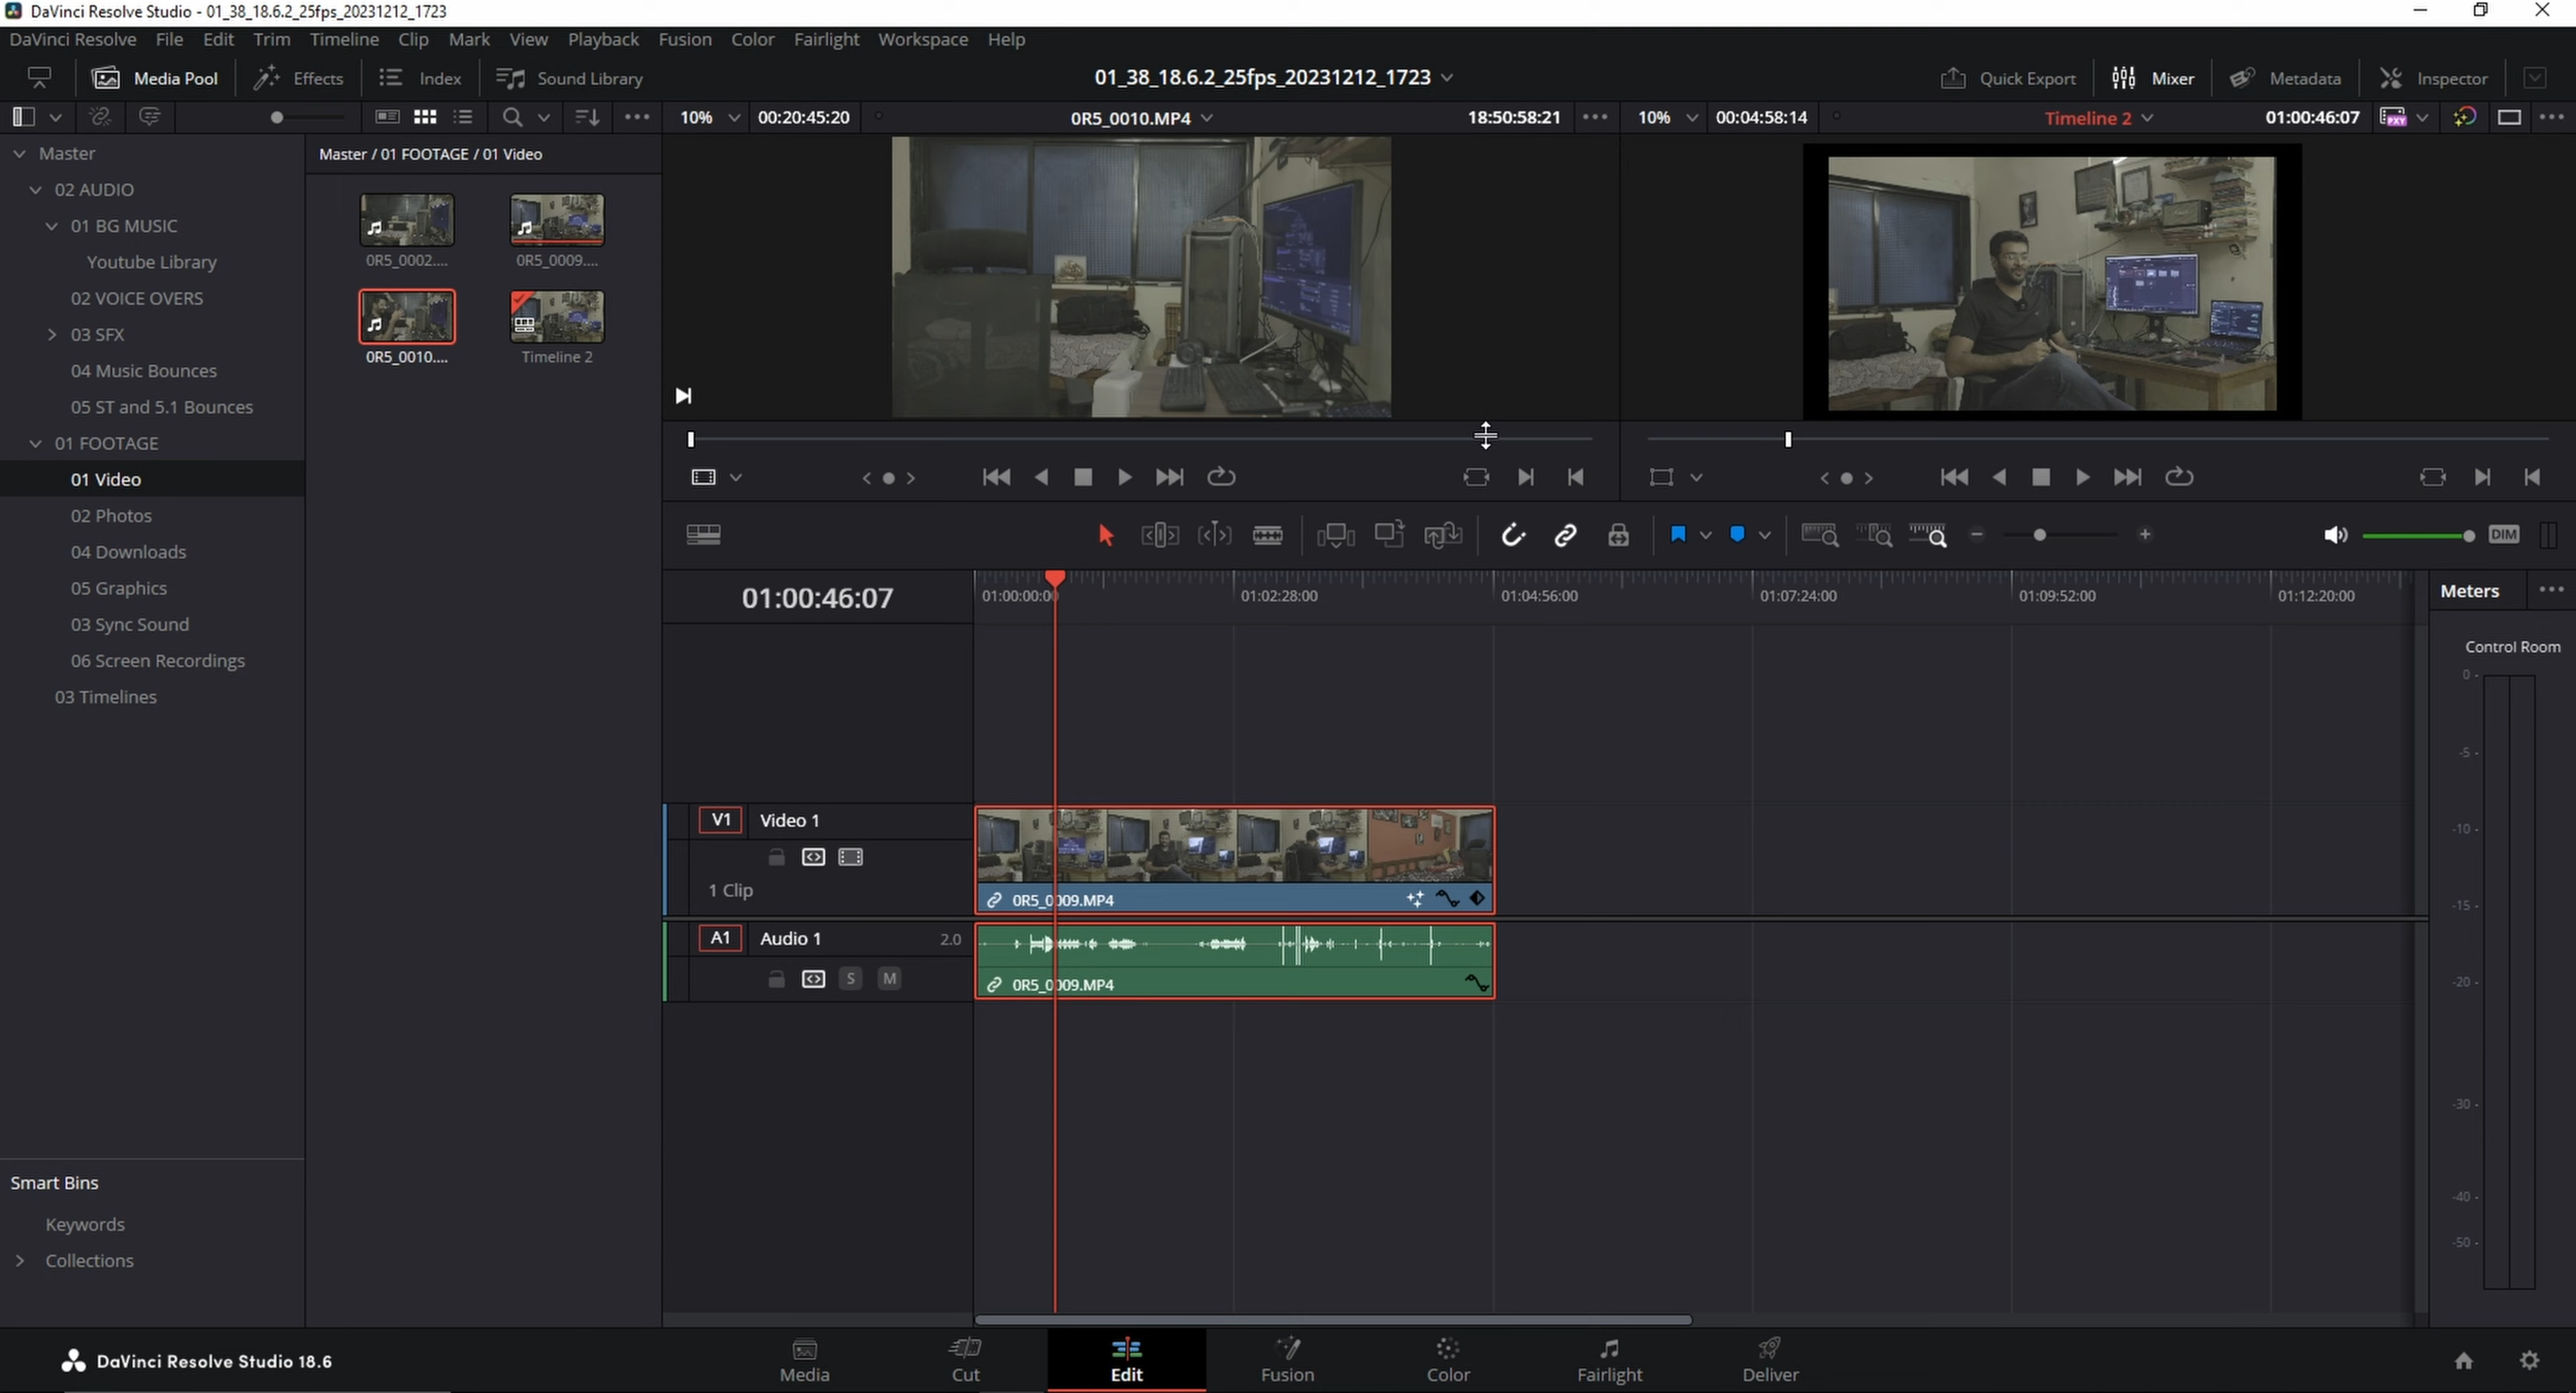 DaVinci Resolve Studio - 01_38_18.6.2_25fps_20231212_1723
DaVinci Resolve File Edit Trim Timeline Clip Mark View Playback Fusion Color Fairlight Workspace Help
Media Pool Effects Index Sound Library 01_38_18.6.2_25fps_20231212_1723 Quick Export Mixer Metadata Inspector
10% 00:20:45:20 0R5_0010.MP4 18:50:58:21 10% 00:04:58:14 Timeline 2 01:00:46:07 PXY
Master
02 AUDIO
01 BG MUSIC
Youtube Library
02 VOICE OVERS
03 SFX
04 Music Bounces
05 ST and 5.1 Bounces
01 FOOTAGE
01 Video
02 Photos
04 Downloads
05 Graphics
03 Sync Sound
06 Screen Recordings
03 Timelines
Smart Bins
Keywords
Collections
Master / 01 FOOTAGE / 01 Video
0R5_0002....
0R5_0009....
0R5_0010....
Timeline 2
DIM
01:00:46:07
01:00:00:00 01:02:28:00 01:04:56:00 01:07:24:00 01:09:52:00 01:12:20:00
V1 Video 1
1 Clip
0R5_0009.MP4
A1 Audio 1 2.0
S M
0R5_0009.MP4
Meters
Control Room
0
-5
-10
-15
-20
-30
-40
-50
DaVinci Resolve Studio 18.6
Media Cut Edit Fusion Color Fairlight Deliver